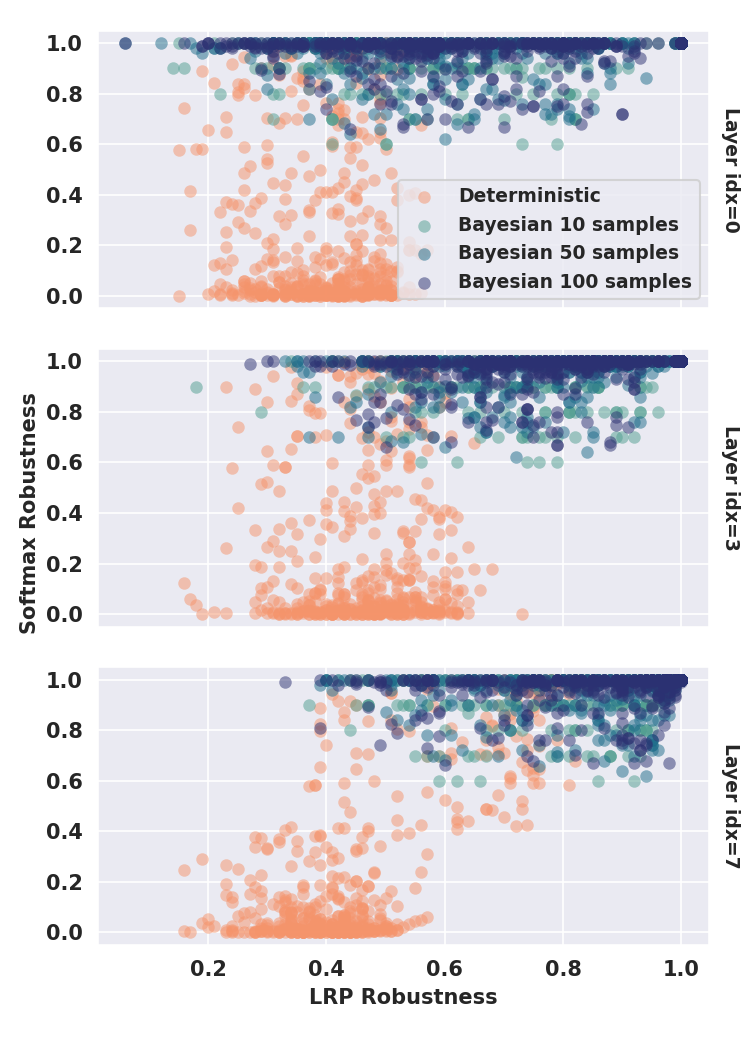 1.0
0.8
0.6
0.4
0.2
0.0
Deterministic
Bayesian 10 samples
Bayesian 50 samples
Bayesian 100 samples
Layer idx=0
Softmax Robustness
1.0
0.8
0.6
0.4
0.2
0.0
Layer idx=3
1.0
0.8
0.6
0.4
0.2
0.0
Layer idx=7
0.2 0.4 0.6 0.8 1.0
LRP Robustness